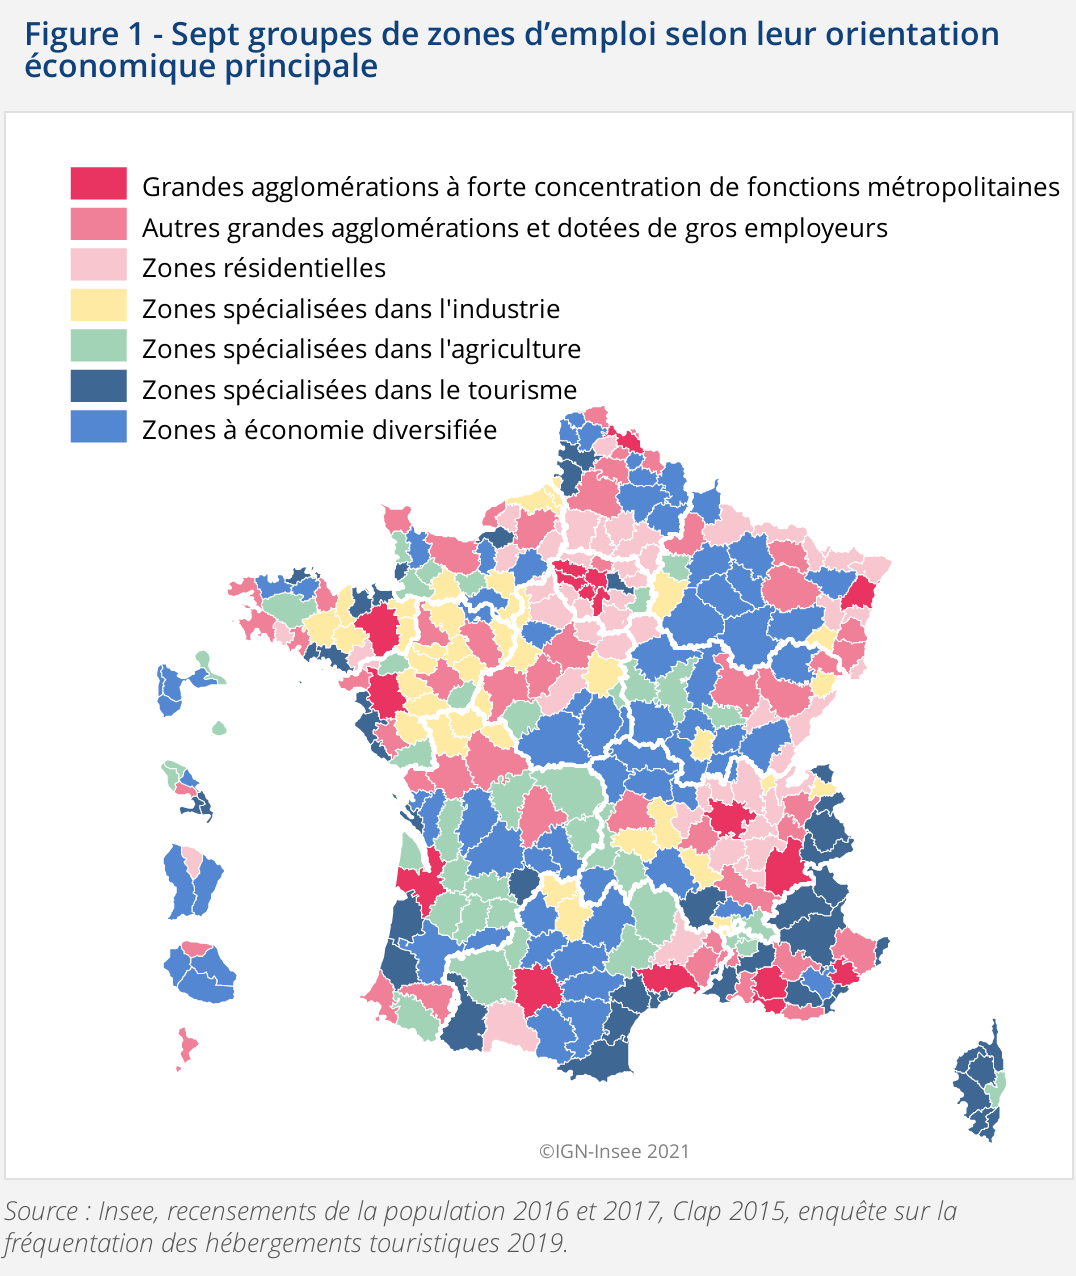 Figure 1 - Sept groupes de zones d’emploi selon leur orientation
économique principale
Grandes agglomérations à forte concentration de fonctions métropolitaines
Autres grandes agglomérations et dotées de gros employeurs
Zones résidentielles
Zones spécialisées dans l'industrie
Zones spécialisées dans l'agriculture
Zones spécialisées dans le tourisme
Zones à économie diversifiée
©IGN-Insee 2021
Source : Insee, recensements de la population 2016 et 2017, Clap 2015, enquête sur la
fréquentation des hébergements touristiques 2019.